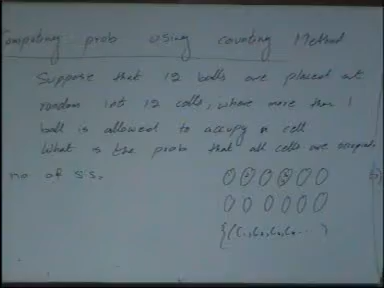 Computing prob using counting Method
Suppose that 12 balls are placed at
random into 12 cells, where more than 1
ball is allowed to occupy a cell
What is the prob that all cells are occupied
no of s.s.